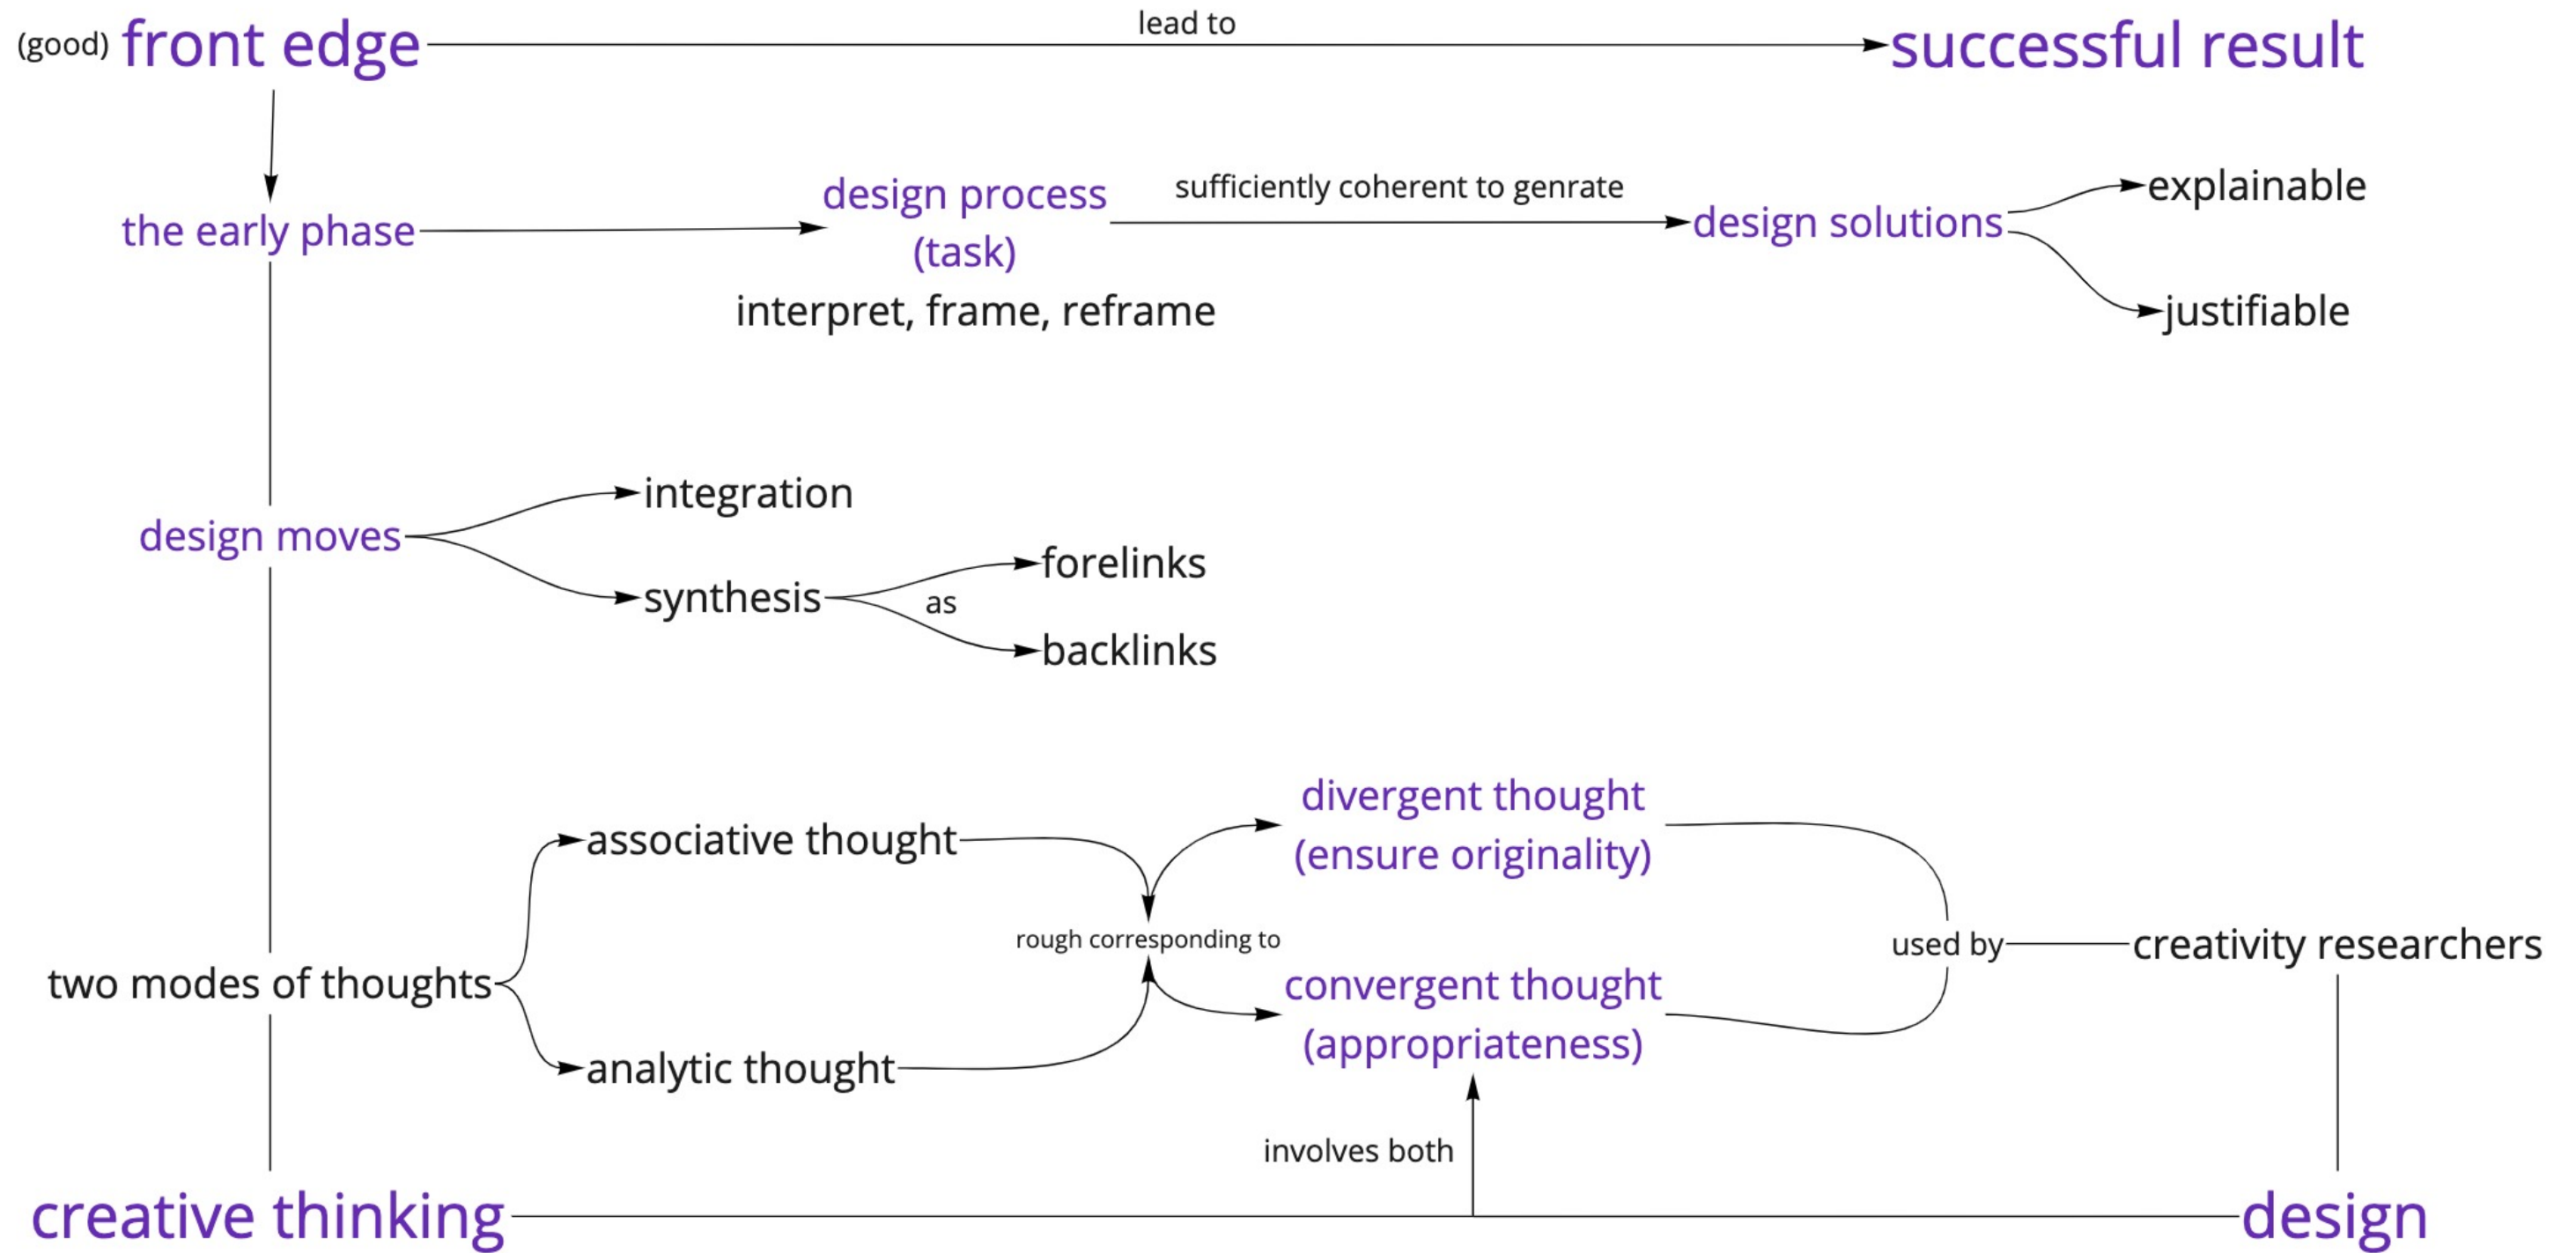 lead to
(good) front edge
successful result
sufficiently coherent to genrate
explainable
design process
the early phase
design solutions
(task)
interpret, frame, reframe
justifiable
integration
design moves
forelinks
synthesis
as
backlinks
divergent thought
associative thought
(ensure originality)
rough corresponding to
used by
creativity researchers
two modes of thoughts
convergent thought
(appropriateness)
analytic thought
involves both
creative thinking
design